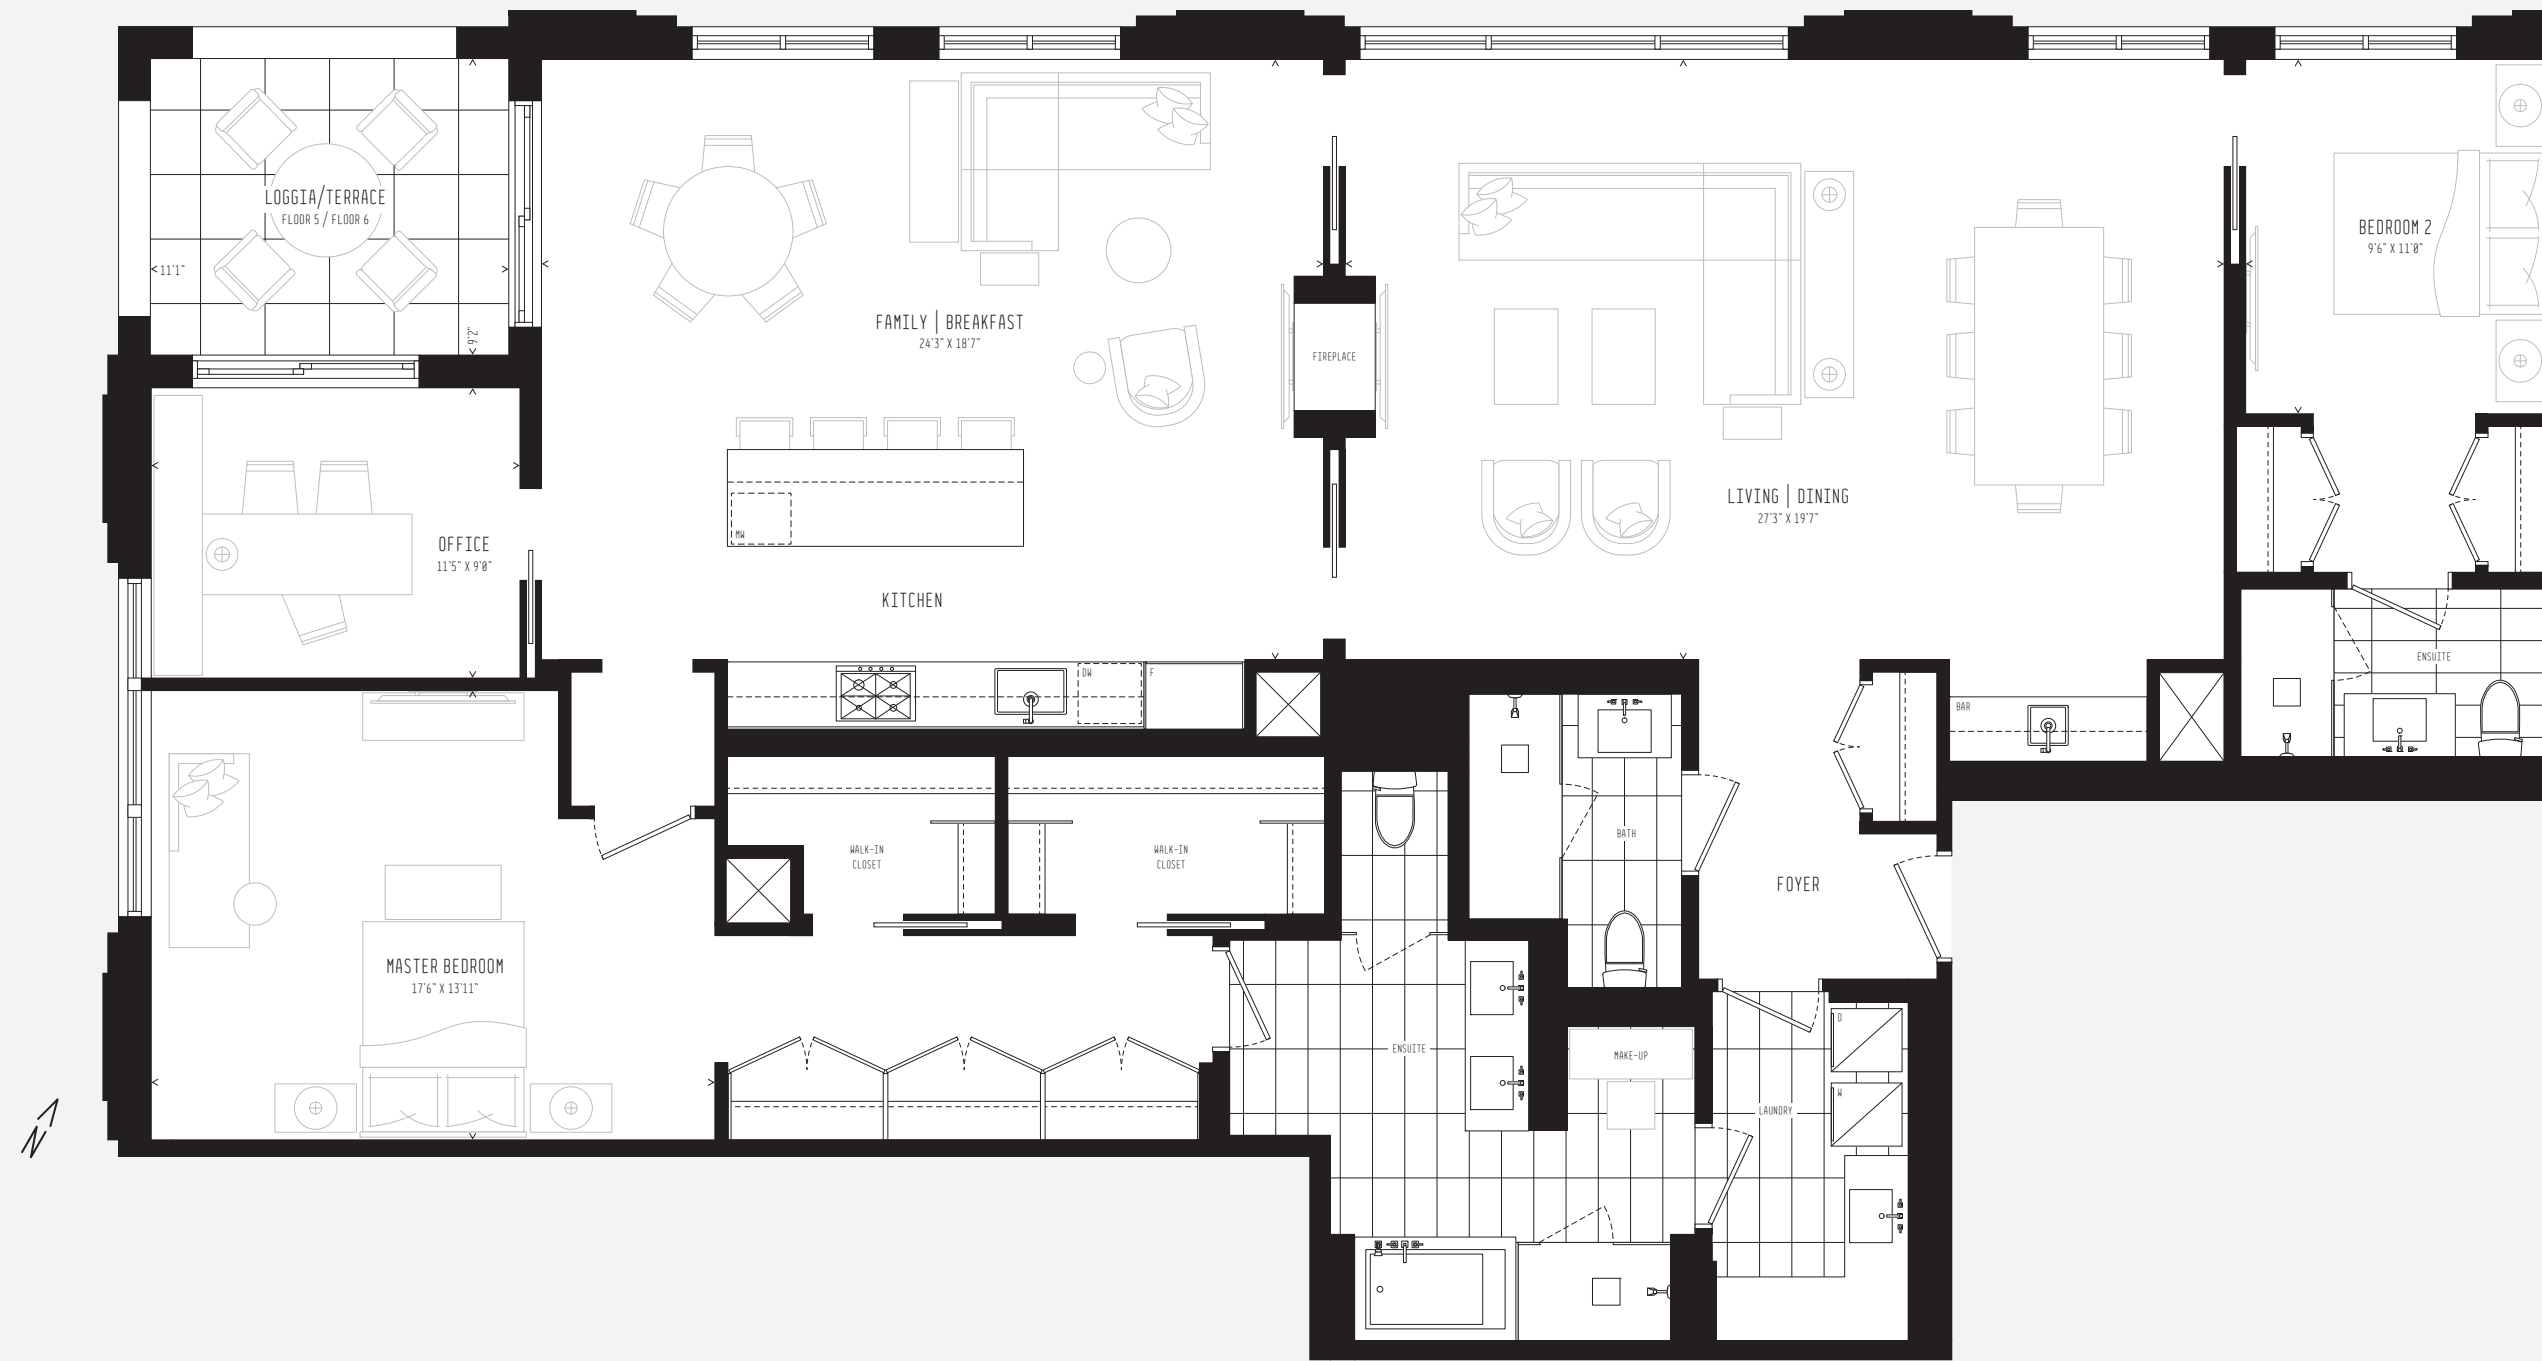 LOGGIA/TERRACE
FLOOR 5 / FLOOR 6
11'1"
9'2"
FAMILY | BREAKFAST
24'3" X 18'7"
FIREPLACE
LIVING | DINING
27'3" X 19'7"
BEDROOM 2
9'6" X 11'0"
OFFICE
11'5" X 9'0"
MW
KITCHEN
DW
F
ENSUITE
BAR
WALK-IN
CLOSET
WALK-IN
CLOSET
BATH
FOYER
MASTER BEDROOM
17'6" X 13'11"
ENSUITE
MAKE-UP
D
W
LAUNDRY
N